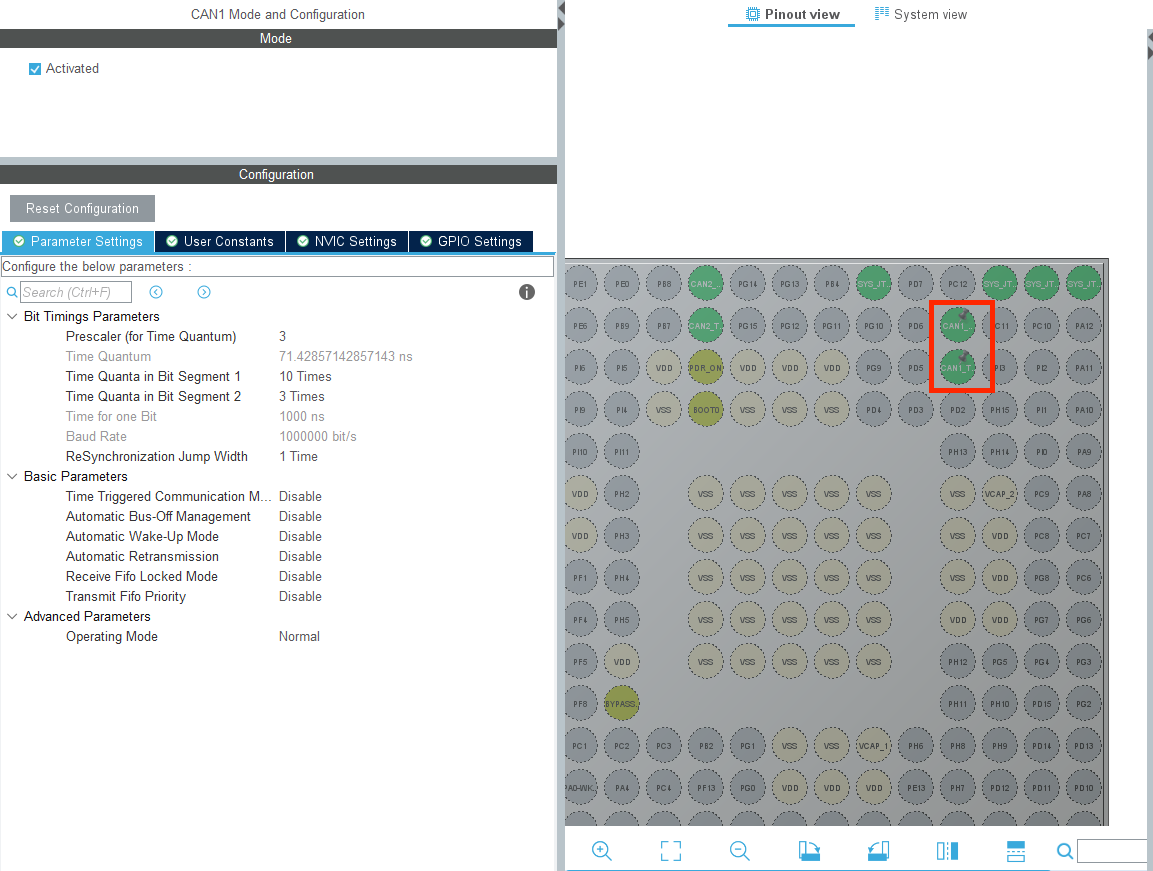 CAN1 Mode and Configuration
Mode
Activated
Configuration
Reset Configuration
Parameter Settings User Constants NVIC Settings GPIO Settings
Configure the below parameters :
Search (Ctrl+F)
Bit Timings Parameters
Prescaler (for Time Quantum) 3
Time Quantum 71.42857142857143 ns
Time Quanta in Bit Segment 1 10 Times
Time Quanta in Bit Segment 2 3 Times
Time for one Bit 1000 ns
Baud Rate 1000000 bit/s
ReSynchronization Jump Width 1 Time
Basic Parameters
Time Triggered Communication M... Disable
Automatic Bus-Off Management Disable
Automatic Wake-Up Mode Disable
Automatic Retransmission Disable
Receive Fifo Locked Mode Disable
Transmit Fifo Priority Disable
Advanced Parameters
Operating Mode Normal
Pinout view System view
PE1 PE0 PB8 CAN2_.. PG14 PG13 PB4 SYS_JT.. PD7 PC12 SYS_JT.. SYS_JT.. SYS_JT..
PE6 PB9 PB7 CAN2_T.. PG15 PG12 PG11 PG10 PD6 CAN1_.. C11 PC10 PA12
PI6 PI5 VDD PDR_ON VDD VDD VDD PG9 PD5 CAN1_T.. PI3 PI2 PA11
PI9 PI4 VSS BOOT0 VSS VSS VSS PD4 PD3 PD2 PH15 PI1 PA10
PI10 PI11 PH13 PH14 PI0 PA9
VDD PH2 VSS VSS VSS VSS VSS VSS VCAP_2 PC9 PA8
VDD PH3 VSS VSS VSS VSS VSS VSS VDD PC8 PC7
PF1 PH4 VSS VSS VSS VSS VSS VSS VDD PG8 PC6
PF4 PH5 VSS VSS VSS VSS VSS VDD VDD PG7 PG6
PF5 VDD VSS VSS VSS VSS VSS PH12 PG5 PG4 PG3
PF8 BYPASS.. PH11 PH10 PD15 PG2
PC1 PC2 PC3 PB2 PG1 VSS VSS VCAP_1 PH6 PH8 PH9 PD14 PD13
PA0-WK.. PA4 PC4 PF13 PG0 VDD VDD VDD PE13 PH7 PD12 PD11 PD10